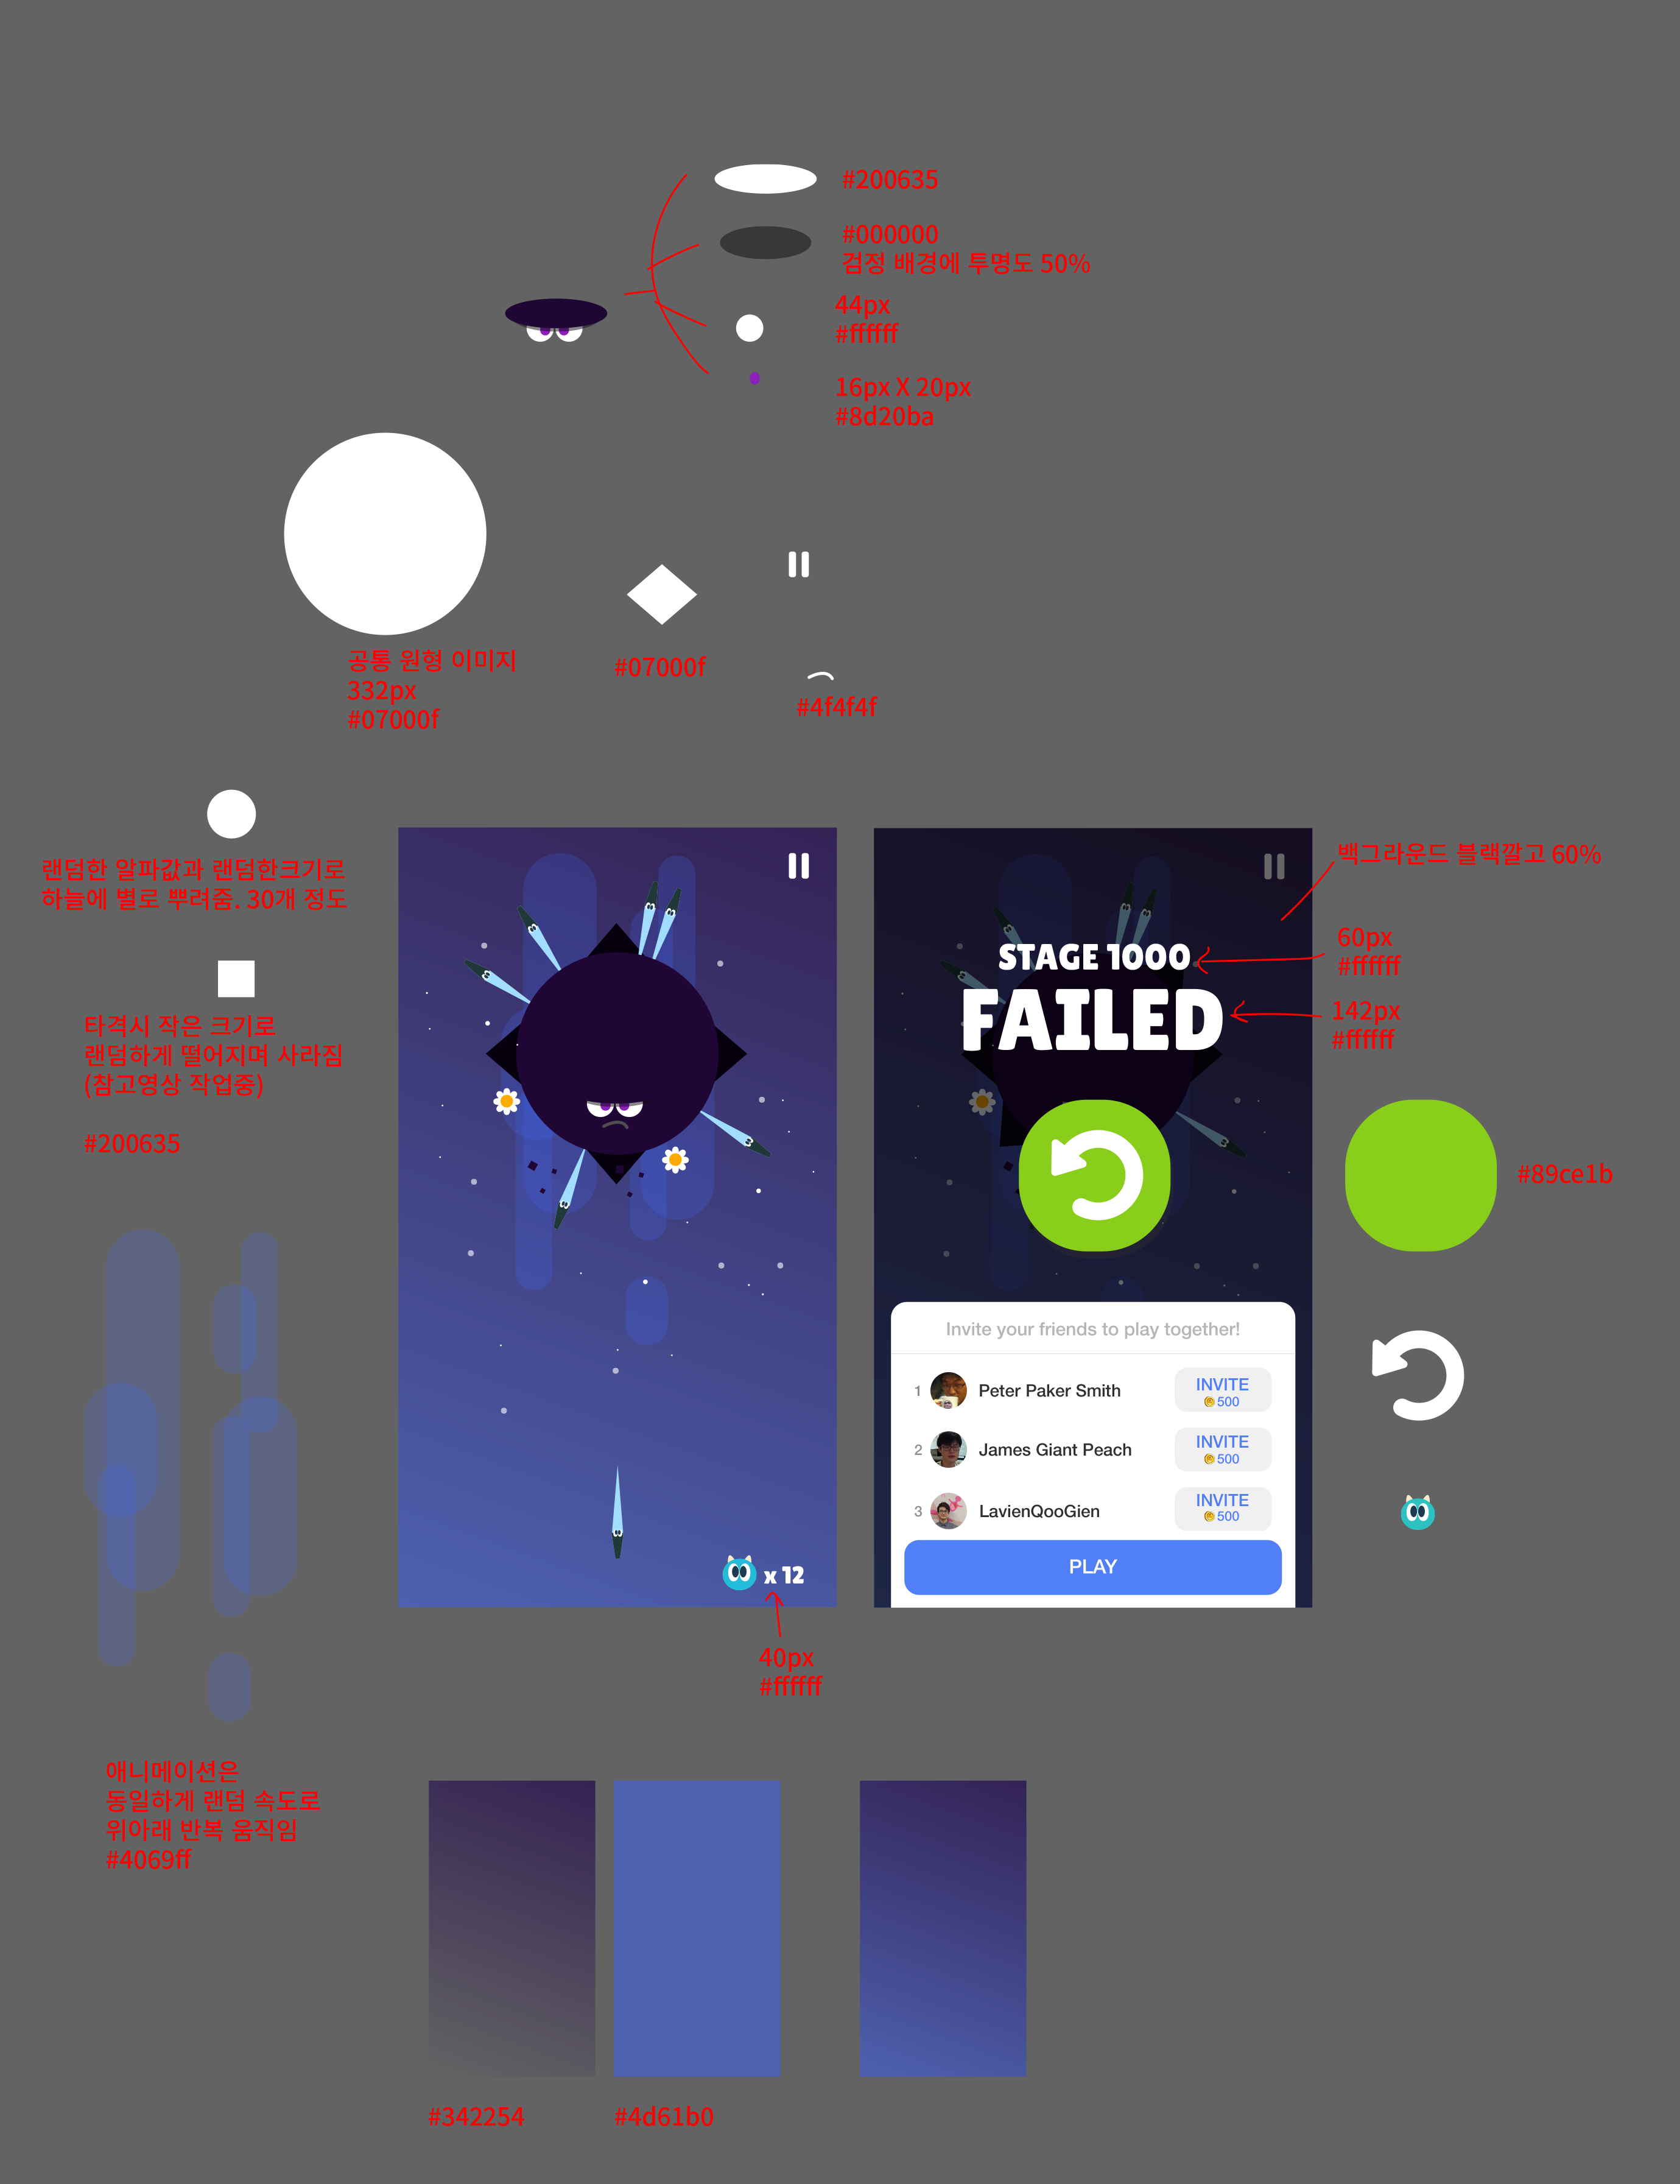 #200635
#000000
검정 배경에 투명도 50%
44px
#ffffff
16px X 20px
#8d20ba
공통 원형 이미지
332px
#07000f
#07000f
#4f4f4f
랜덤한 알파값과 랜덤한크기로
하늘에 별로 뿌려줌. 30개 정도
타격시 작은 크기로
랜덤하게 떨어지며 사라짐
(참고영상 작업중)
#200635
x 12
40px
#ffffff
백그라운드 블랙깔고 60%
STAGE 1000
60px
#ffffff
FAILED
142px
#ffffff
#89ce1b
Invite your friends to play together!
1 Peter Paker Smith INVITE
500
2 James Giant Peach INVITE
500
3 LavienQooGien INVITE
500
PLAY
애니메이션은
동일하게 랜덤 속도로
위아래 반복 움직임
#4069ff
#342254
#4d61b0